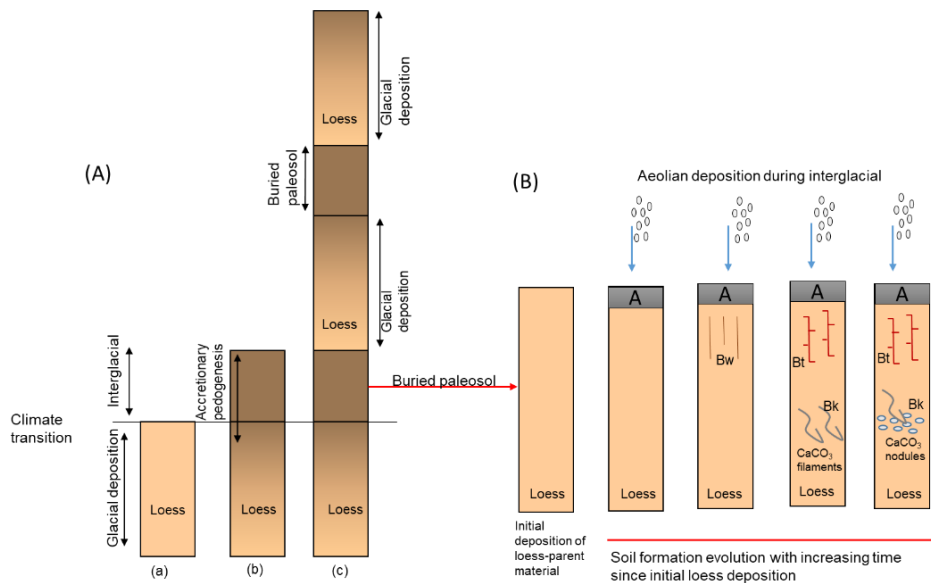 (A)
Loess
Glacial
deposition
Buried
paleosol
Loess
Glacial
deposition
Interglacial
Accretionary
pedogenesis
Climate
transition
Glacial deposition
Loess
Loess
Loess
(a)
(b)
(c)
Buried paleosol
(B)
Aeolian deposition during interglacial
A
A
A
A
Bw
Bt
Bt
Bk
Bk
CaCO₃
filaments
CaCO₃
nodules
Loess
Loess
Loess
Loess
Loess
Initial
deposition of
loess-parent
material
Soil formation evolution with increasing time
since initial loess deposition